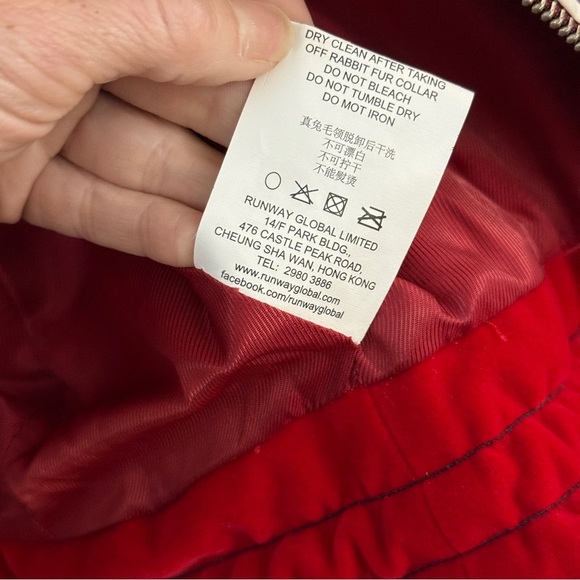 DRY CLEAN AFTER TAKING
OFF RABBIT FUR COLLAR
DO NOT BLEACH
DO NOT TUMBLE DRY
DO MOT IRON
真兔毛领脱卸后干洗
不可漂白
不可拧干
不能熨烫
RUNWAY GLOBAL LIMITED
14/F PARK BLDG.,
476 CASTLE PEAK ROAD,
CHEUNG SHA WAN, HONG KONG
TEL: 2980 3886
www.runwayglobal.com
facebook.com/runwayglobal